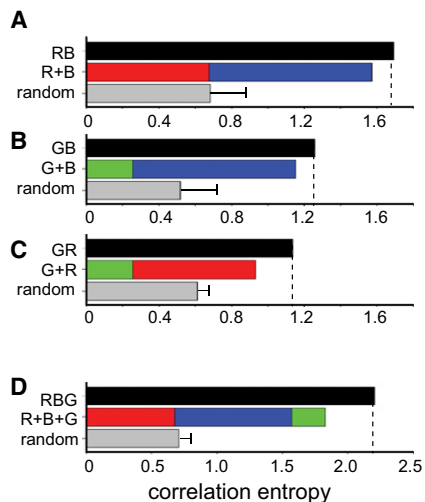 A
RB
R+B
random
0 0.4 0.8 1.2 1.6
B
GB
G+B
random
0 0.4 0.8 1.2 1.6
C
GR
G+R
random
0 0.4 0.8 1.2 1.6
D
RBG
R+B+G
random
0 0.5 1.0 1.5 2.0 2.5
correlation entropy